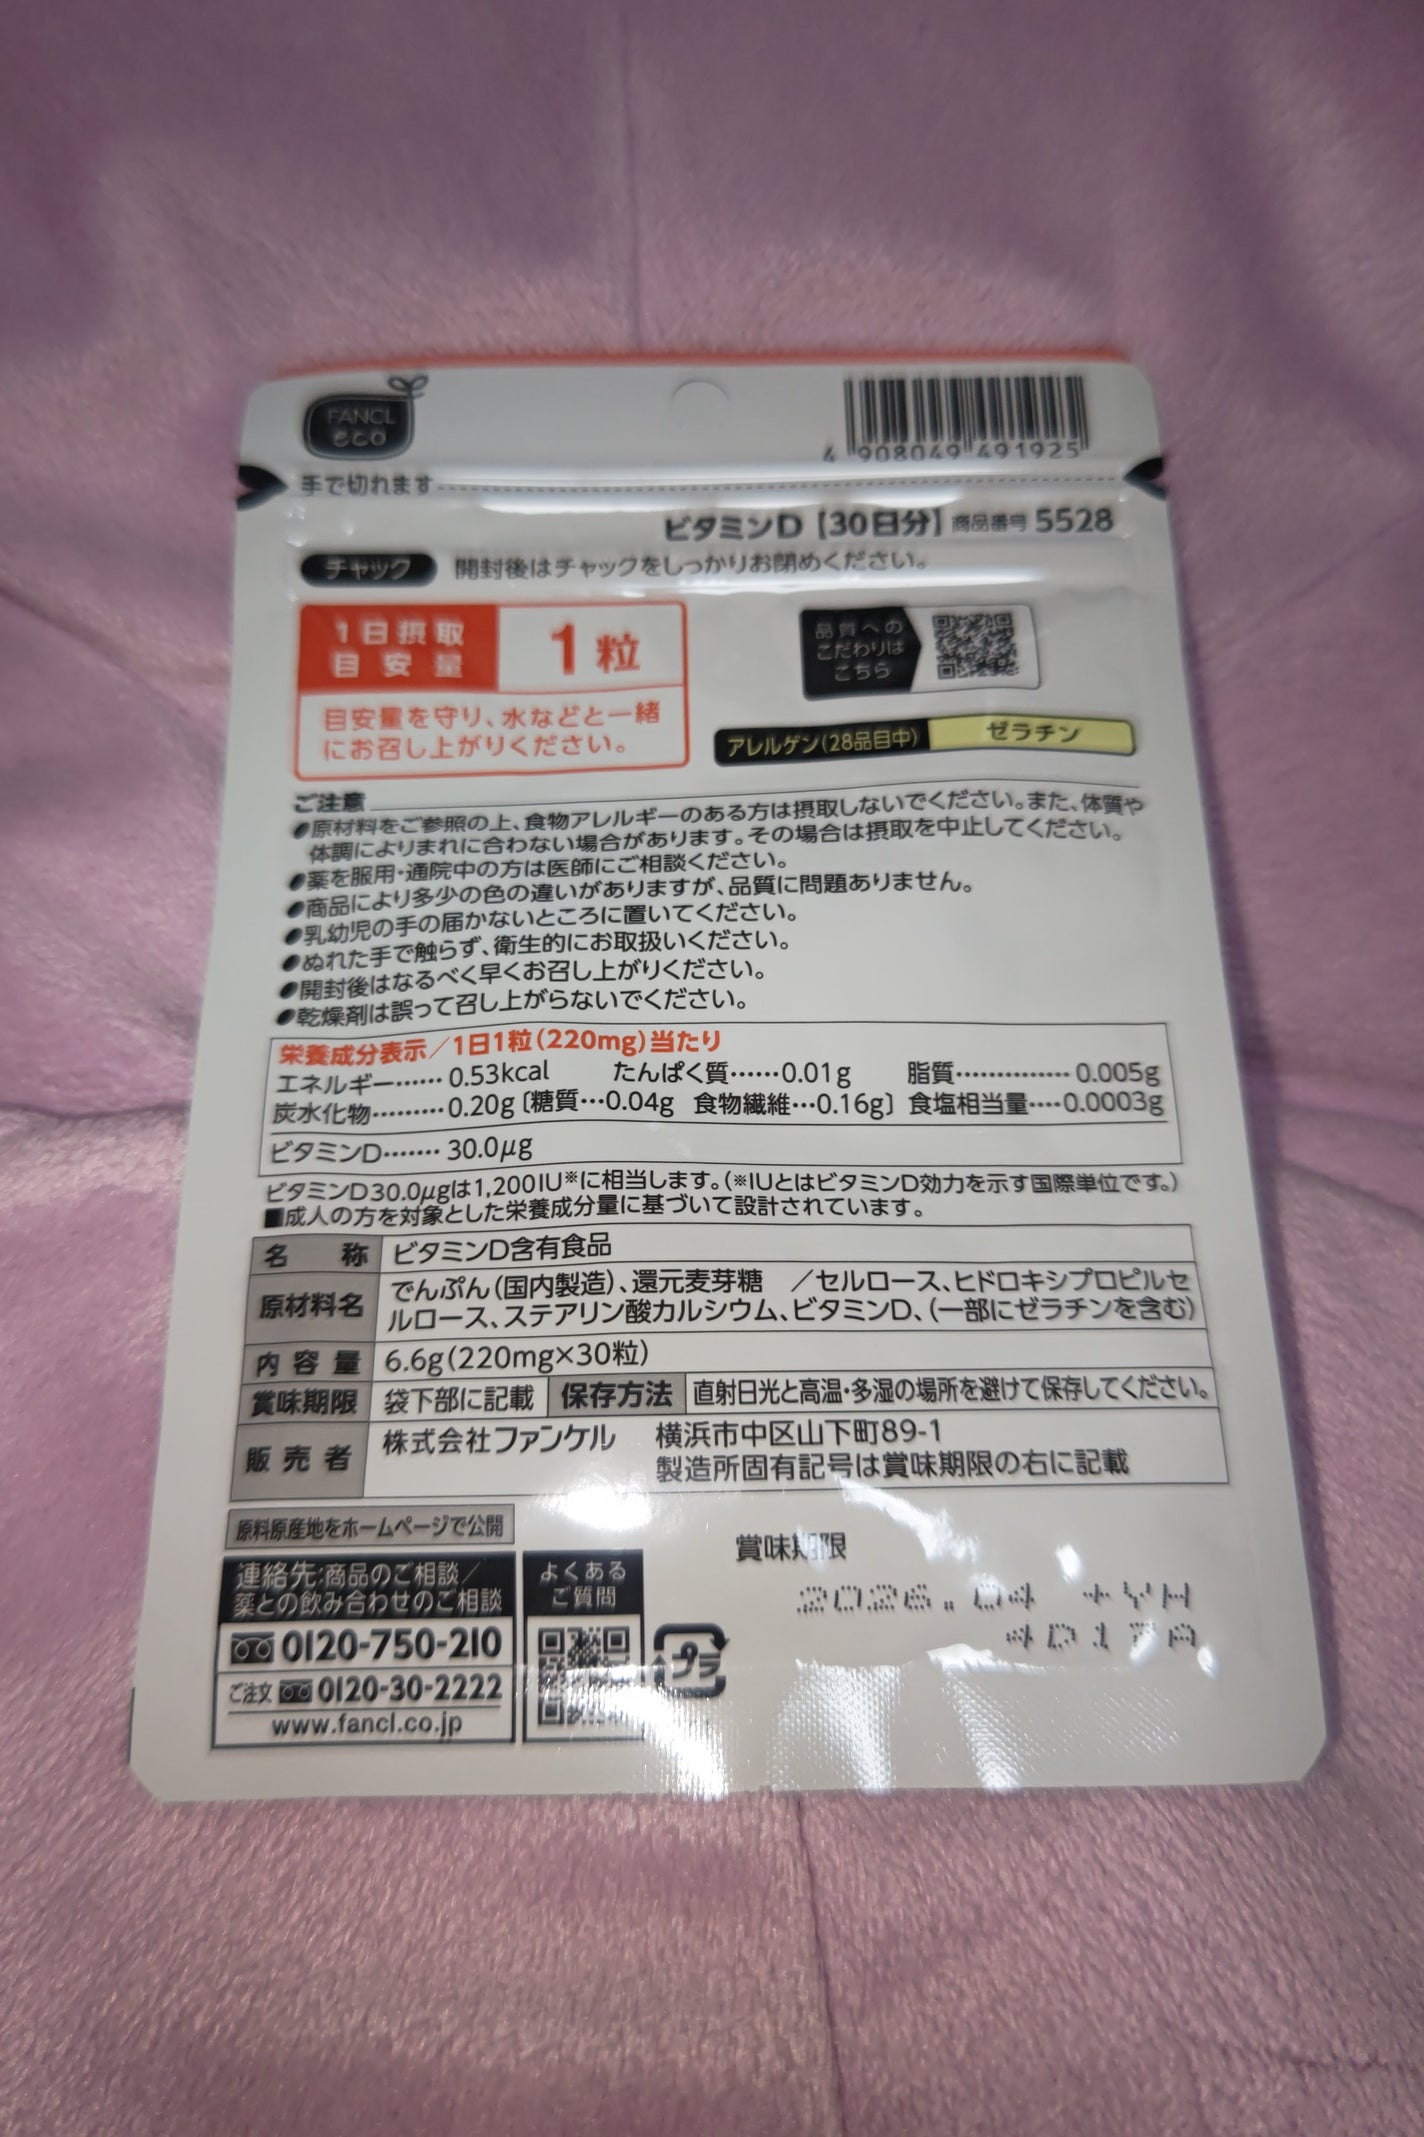 FANCL
eco
4 908049 491925
手で切れます
ビタミンD【30日分】商品番号 5528
チャック 開封後はチャックをしっかりお閉めください。
1日摂取
目安量
1粒
目安量を守り、水などと一緒
にお召し上がりください。
品質への
こだわりは
こちら
アレルゲン(28品目中) ゼラチン
ご注意
●原材料をご参照の上、食物アレルギーのある方は摂取しないでください。また、体質や
体調によりまれに合わない場合があります。その場合は摂取を中止してください。
●薬を服用・通院中の方は医師にご相談ください。
●商品により多少の色の違いがありますが、品質に問題ありません。
●乳幼児の手の届かないところに置いてください。
●ぬれた手で触らず、衛生的にお取扱いください。
●開封後はなるべく早くお召し上がりください。
●乾燥剤は誤って召し上がらないでください。
栄養成分表示/1日1粒(220mg)当たり
エネルギー……0.53kcal たんぱく質……0.01g 脂質…………… 0.005g
炭水化物………0.20g〔糖質…0.04g 食物繊維…0.16g〕 食塩相当量‥‥0.0003g
ビタミンD…….. 30.0μg
ビタミンD30.0μgは1,200IU※に相当します。(※IUとはビタミンD効力を示す国際単位です。)
■成人の方を対象とした栄養成分量に基づいて設計されています。
名称 ビタミンD含有食品
原材料名 でんぷん(国内製造)、還元麦芽糖 /セルロース、ヒドロキシプロピルセ
ルロース、ステアリン酸カルシウム、ビタミンD、(一部にゼラチンを含む)
内容量 6.6g(220mg×30粒)
賞味期限 袋下部に記載 保存方法 直射日光と高温・多湿の場所を避けて保存してください。
販売者 株式会社ファンケル 横浜市中区山下町89-1
製造所固有記号は賞味期限の右に記載
原料原産地をホームページで公開
連絡先:商品のご相談/
薬との飲み合わせのご相談
0120-750-210
ご注文 0120-30-2222
www.fancl.co.jp
よくある
ご質問
プラ
賞味期限
2026.04 +YH
4D17A